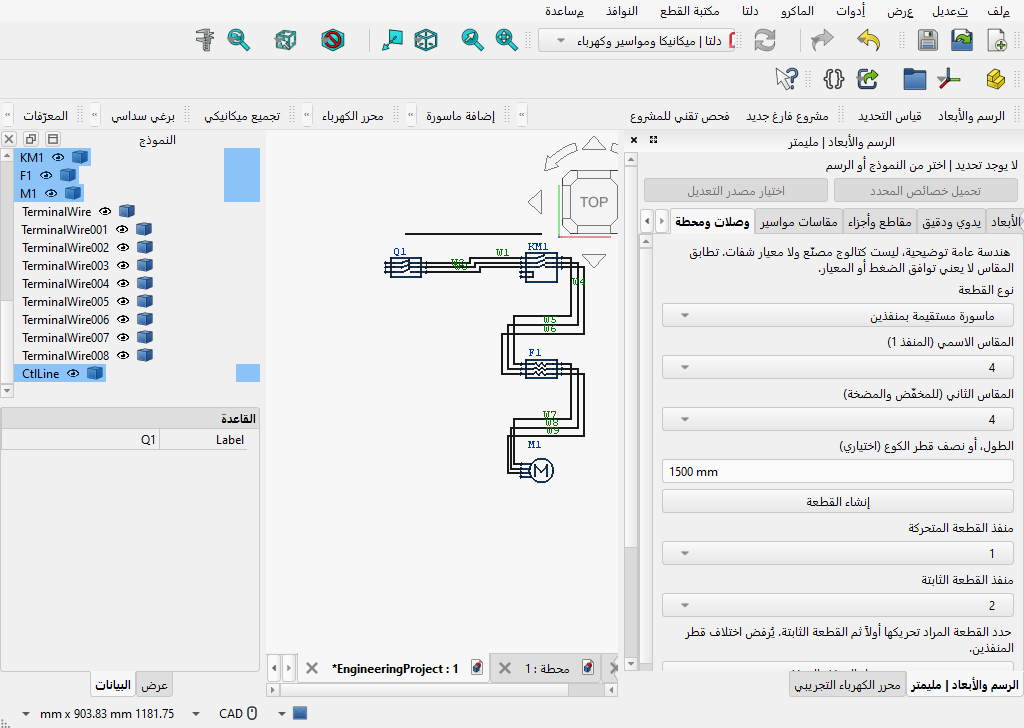 ملف تعديل عرض أدوات الماكرو دلتا مكتبة القطع النوافذ مساعدة
دلتا | ميكانيكا ومواسير وكهرباء
الرسم والأبعاد قياس التحديد مشروع فارغ جديد فحص تقني للمشروع إضافة ماسورة محرر الكهرباء تجميع ميكانيكي برغي سداسي المعرّفات
الرسم والأبعاد | مليمتر
لا يوجد تحديد | اختر من النموذج أو الرسم
تحميل خصائص المحدد
اختيار مصدر التعديل
الأبعاد يدوي ودقيق مقاطع وأجزاء مقاسات مواسير وصلات ومحطة
هندسة عامة توضيحية، ليست كتالوج مصنّع ولا معيار شفات. تطابق
المقاس لا يعني توافق الضغط أو المعيار.
نوع القطعة
ماسورة مستقيمة بمنفذين
المقاس الاسمي (المنفذ 1)
4
المقاس الثاني (للمخفّض والمضخة)
4
الطول، أو نصف قطر الكوع (اختياري)
1500 mm
إنشاء القطعة
منفذ القطعة المتحركة
1
منفذ القطعة الثابتة
2
حدد القطعة المراد تحريكها أولاً ثم القطعة الثابتة. يُرفض اختلاف قطر
المنفذين.
الرسم والأبعاد | مليمتر
محرر الكهرباء التجريبي
النموذج
KM1
F1
M1
TerminalWire
TerminalWire001
TerminalWire002
TerminalWire003
TerminalWire004
TerminalWire005
TerminalWire006
TerminalWire007
TerminalWire008
CtlLine
القاعدة
Label
Q1
عرض
البيانات
TOP
Q1
W1
KM1
W4
W5
W6
F1
W7
W8
W9
M1
M
محطة : 1
EngineeringProject : 1*
CAD
1181.75 mm x 903.83 mm